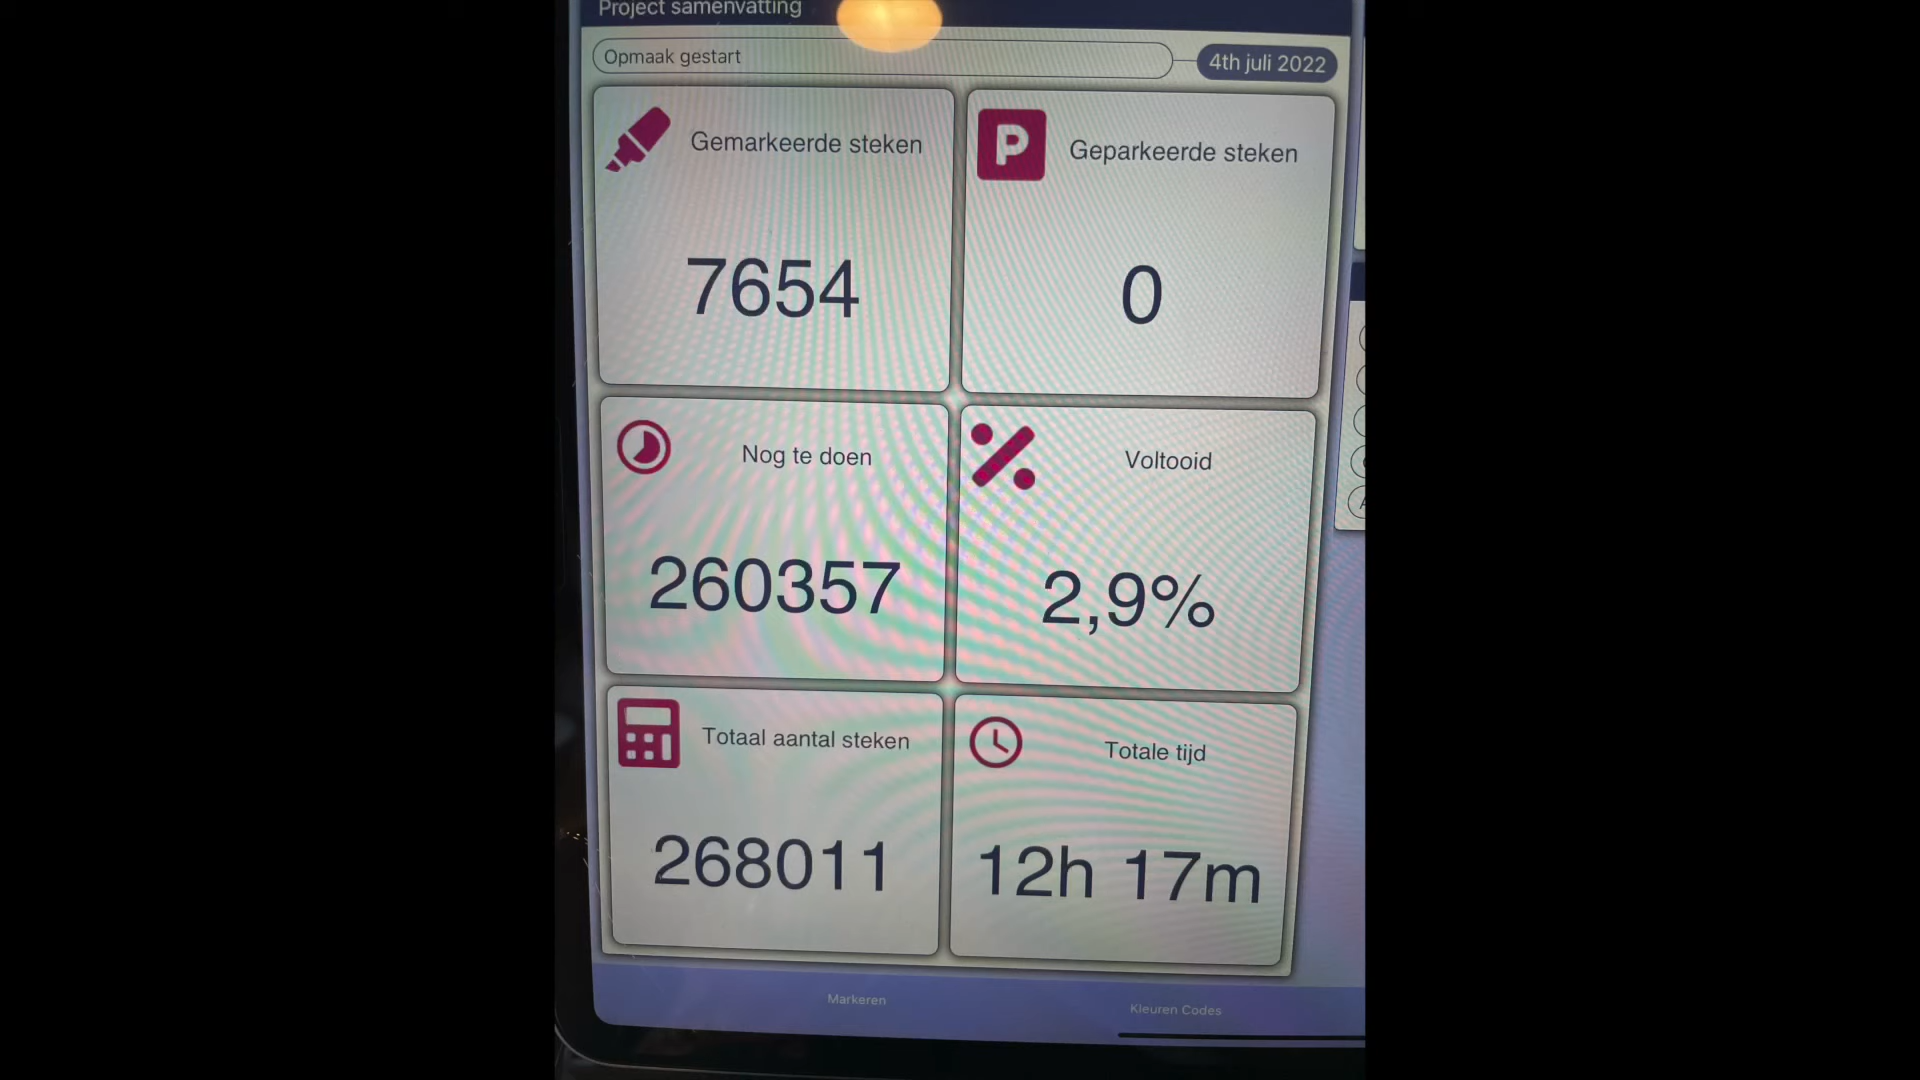 Project samenvatting
Opmaak gestart
4th juli 2022
Gemarkeerde steken
7654
P
Geparkeerde steken
0
Nog te doen
260357
Voltooid
2,9%
Totaal aantal steken
268011
Totale tijd
12h 17m
Markeren
Kleuren Codes